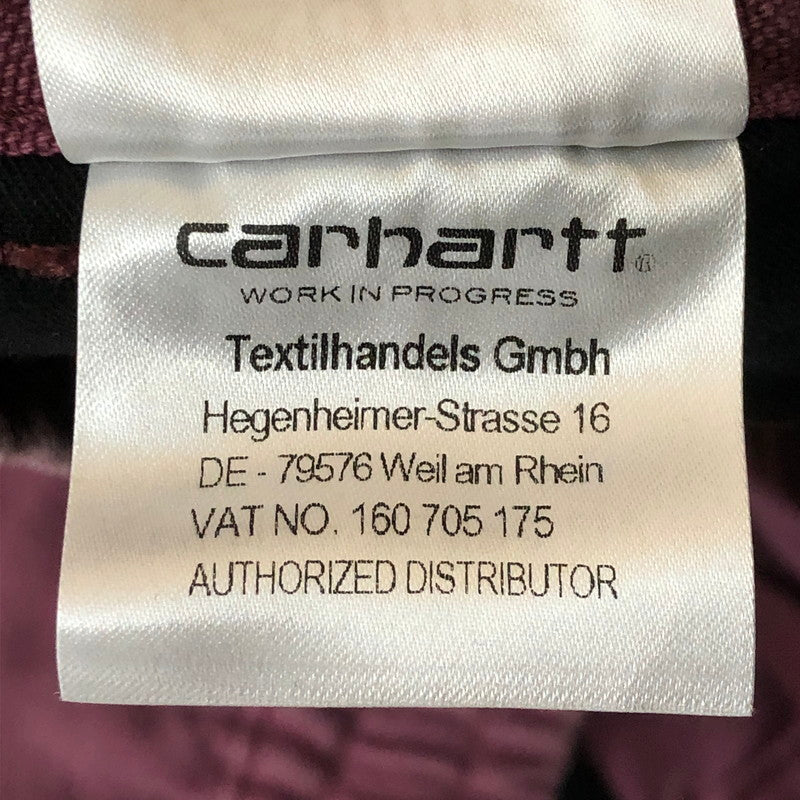 carhartt®
WORK IN PROGRESS
Textilhandels Gmbh
Hegenheimer-Strasse 16
DE - 79576 Weil am Rhein
VAT NO. 160 705 175
AUTHORIZED DISTRIBUTOR